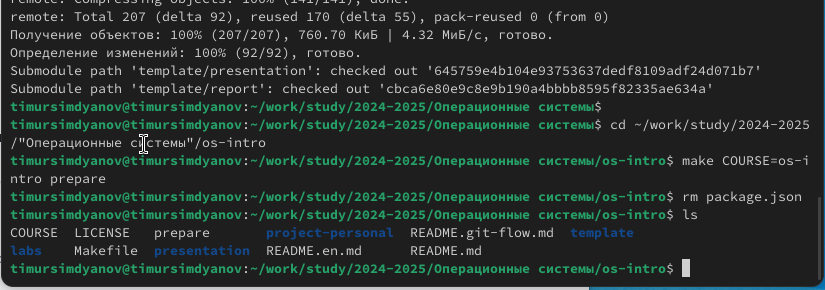 remote: Compressing objects: 100% (141/141), done.
remote: Total 207 (delta 92), reused 170 (delta 55), pack-reused 0 (from 0)
Получение объектов: 100% (207/207), 760.70 КиБ | 4.32 МиБ/с, готово.
Определение изменений: 100% (92/92), готово.
Submodule path 'template/presentation': checked out '645759e4b104e93753637dedf8109adf24d071b7'
Submodule path 'template/report': checked out 'cbca6e80e9c8e9b190a4bbbb8595f82335ae634a'
timursimdyanov@timursimdyanov:~/work/study/2024-2025/Операционные системы$
timursimdyanov@timursimdyanov:~/work/study/2024-2025/Операционные системы$ cd ~/work/study/2024-2025
/"Операционные системы"/os-intro
timursimdyanov@timursimdyanov:~/work/study/2024-2025/Операционные системы/os-intro$ make COURSE=os-i
ntro prepare
timursimdyanov@timursimdyanov:~/work/study/2024-2025/Операционные системы/os-intro$ rm package.json
timursimdyanov@timursimdyanov:~/work/study/2024-2025/Операционные системы/os-intro$ ls
COURSE LICENSE prepare project-personal README.git-flow.md template
labs Makefile presentation README.en.md README.md
timursimdyanov@timursimdyanov:~/work/study/2024-2025/Операционные системы/os-intro$